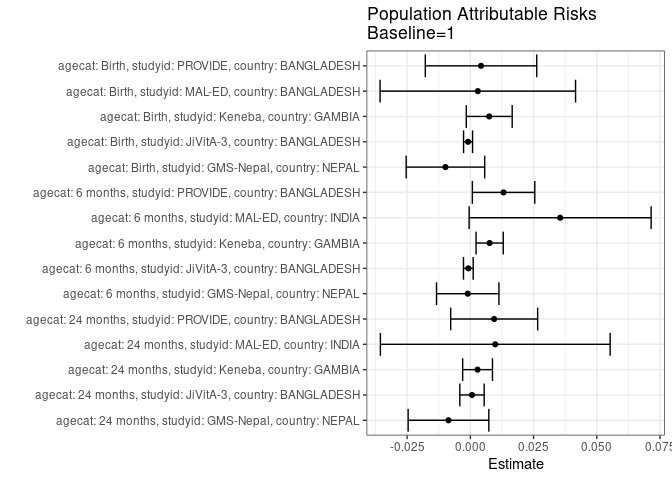 Population Attributable Risks
Baseline=1
agecat: Birth, studyid: PROVIDE, country: BANGLADESH
agecat: Birth, studyid: MAL-ED, country: BANGLADESH
agecat: Birth, studyid: Keneba, country: GAMBIA
agecat: Birth, studyid: JiVitA-3, country: BANGLADESH
agecat: Birth, studyid: GMS-Nepal, country: NEPAL
agecat: 6 months, studyid: PROVIDE, country: BANGLADESH
agecat: 6 months, studyid: MAL-ED, country: INDIA
agecat: 6 months, studyid: Keneba, country: GAMBIA
agecat: 6 months, studyid: JiVitA-3, country: BANGLADESH
agecat: 6 months, studyid: GMS-Nepal, country: NEPAL
agecat: 24 months, studyid: PROVIDE, country: BANGLADESH
agecat: 24 months, studyid: MAL-ED, country: INDIA
agecat: 24 months, studyid: Keneba, country: GAMBIA
agecat: 24 months, studyid: JiVitA-3, country: BANGLADESH
agecat: 24 months, studyid: GMS-Nepal, country: NEPAL
-0.025 0.000 0.025 0.050 0.075
Estimate